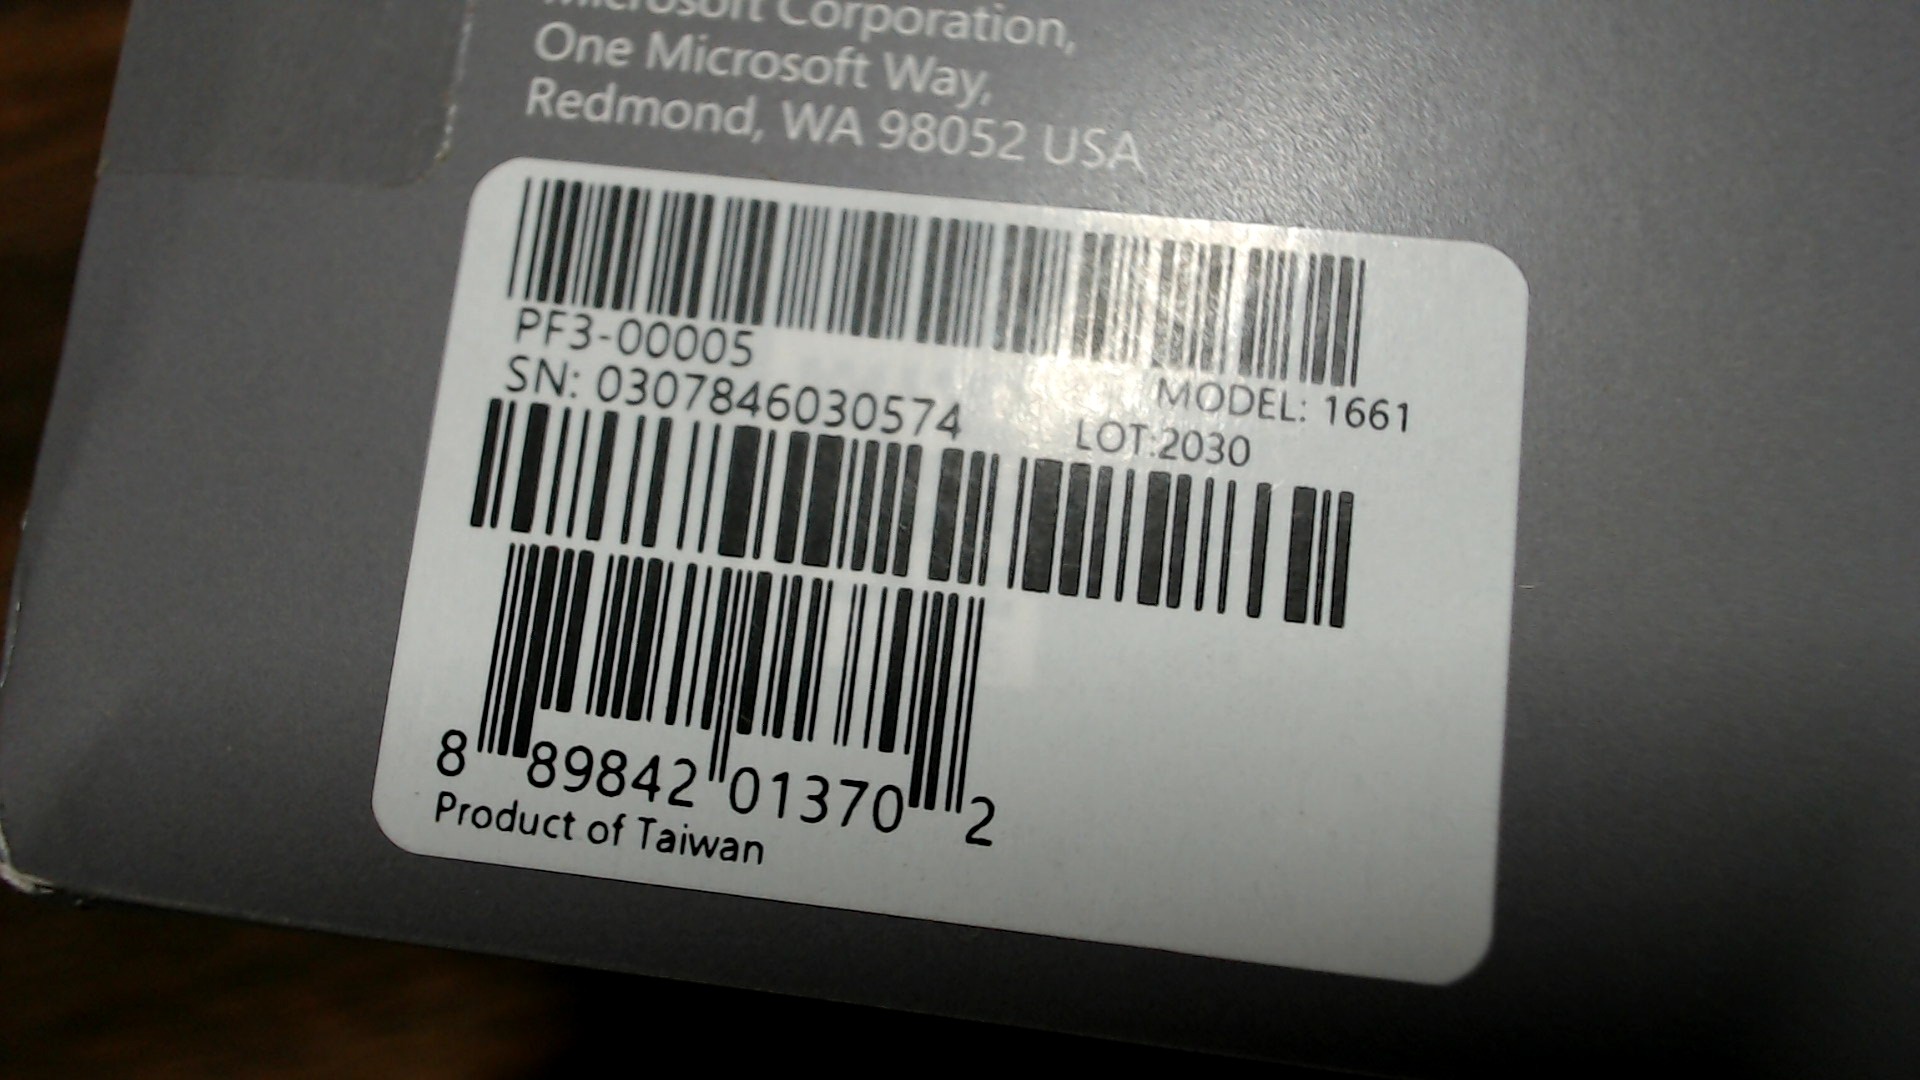 Microsoft Corporation,
One Microsoft Way,
Redmond, WA 98052 USA
PF3-00005
SN: 0307846030574
MODEL: 1661
LOT:2030
8 89842 01370 2
Product of Taiwan